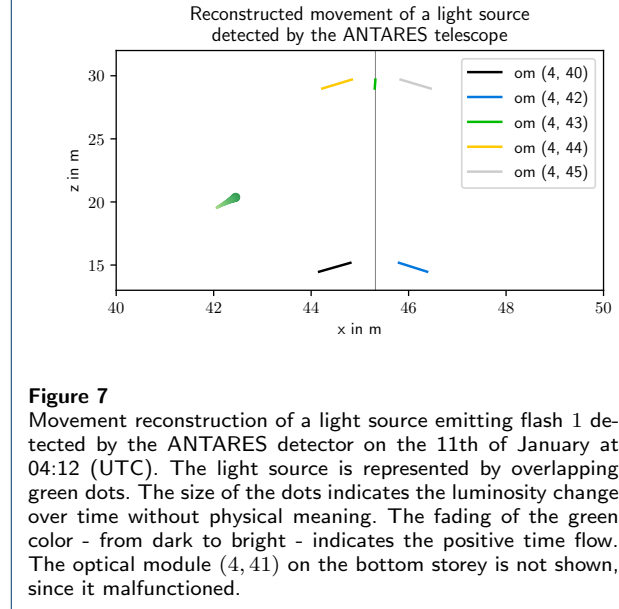 Reconstructed movement of a light source
detected by the ANTARES telescope
30
25
20
15
z in m
om (4, 40)
om (4, 42)
om (4, 43)
om (4, 44)
om (4, 45)
40 42 44 46 48 50
x in m
Figure 7
Movement reconstruction of a light source emitting flash 1 de-
tected by the ANTARES detector on the 11th of January at
04:12 (UTC). The light source is represented by overlapping
green dots. The size of the dots indicates the luminosity change
over time without physical meaning. The fading of the green
color - from dark to bright - indicates the positive time flow.
The optical module (4, 41) on the bottom storey is not shown,
since it malfunctioned.